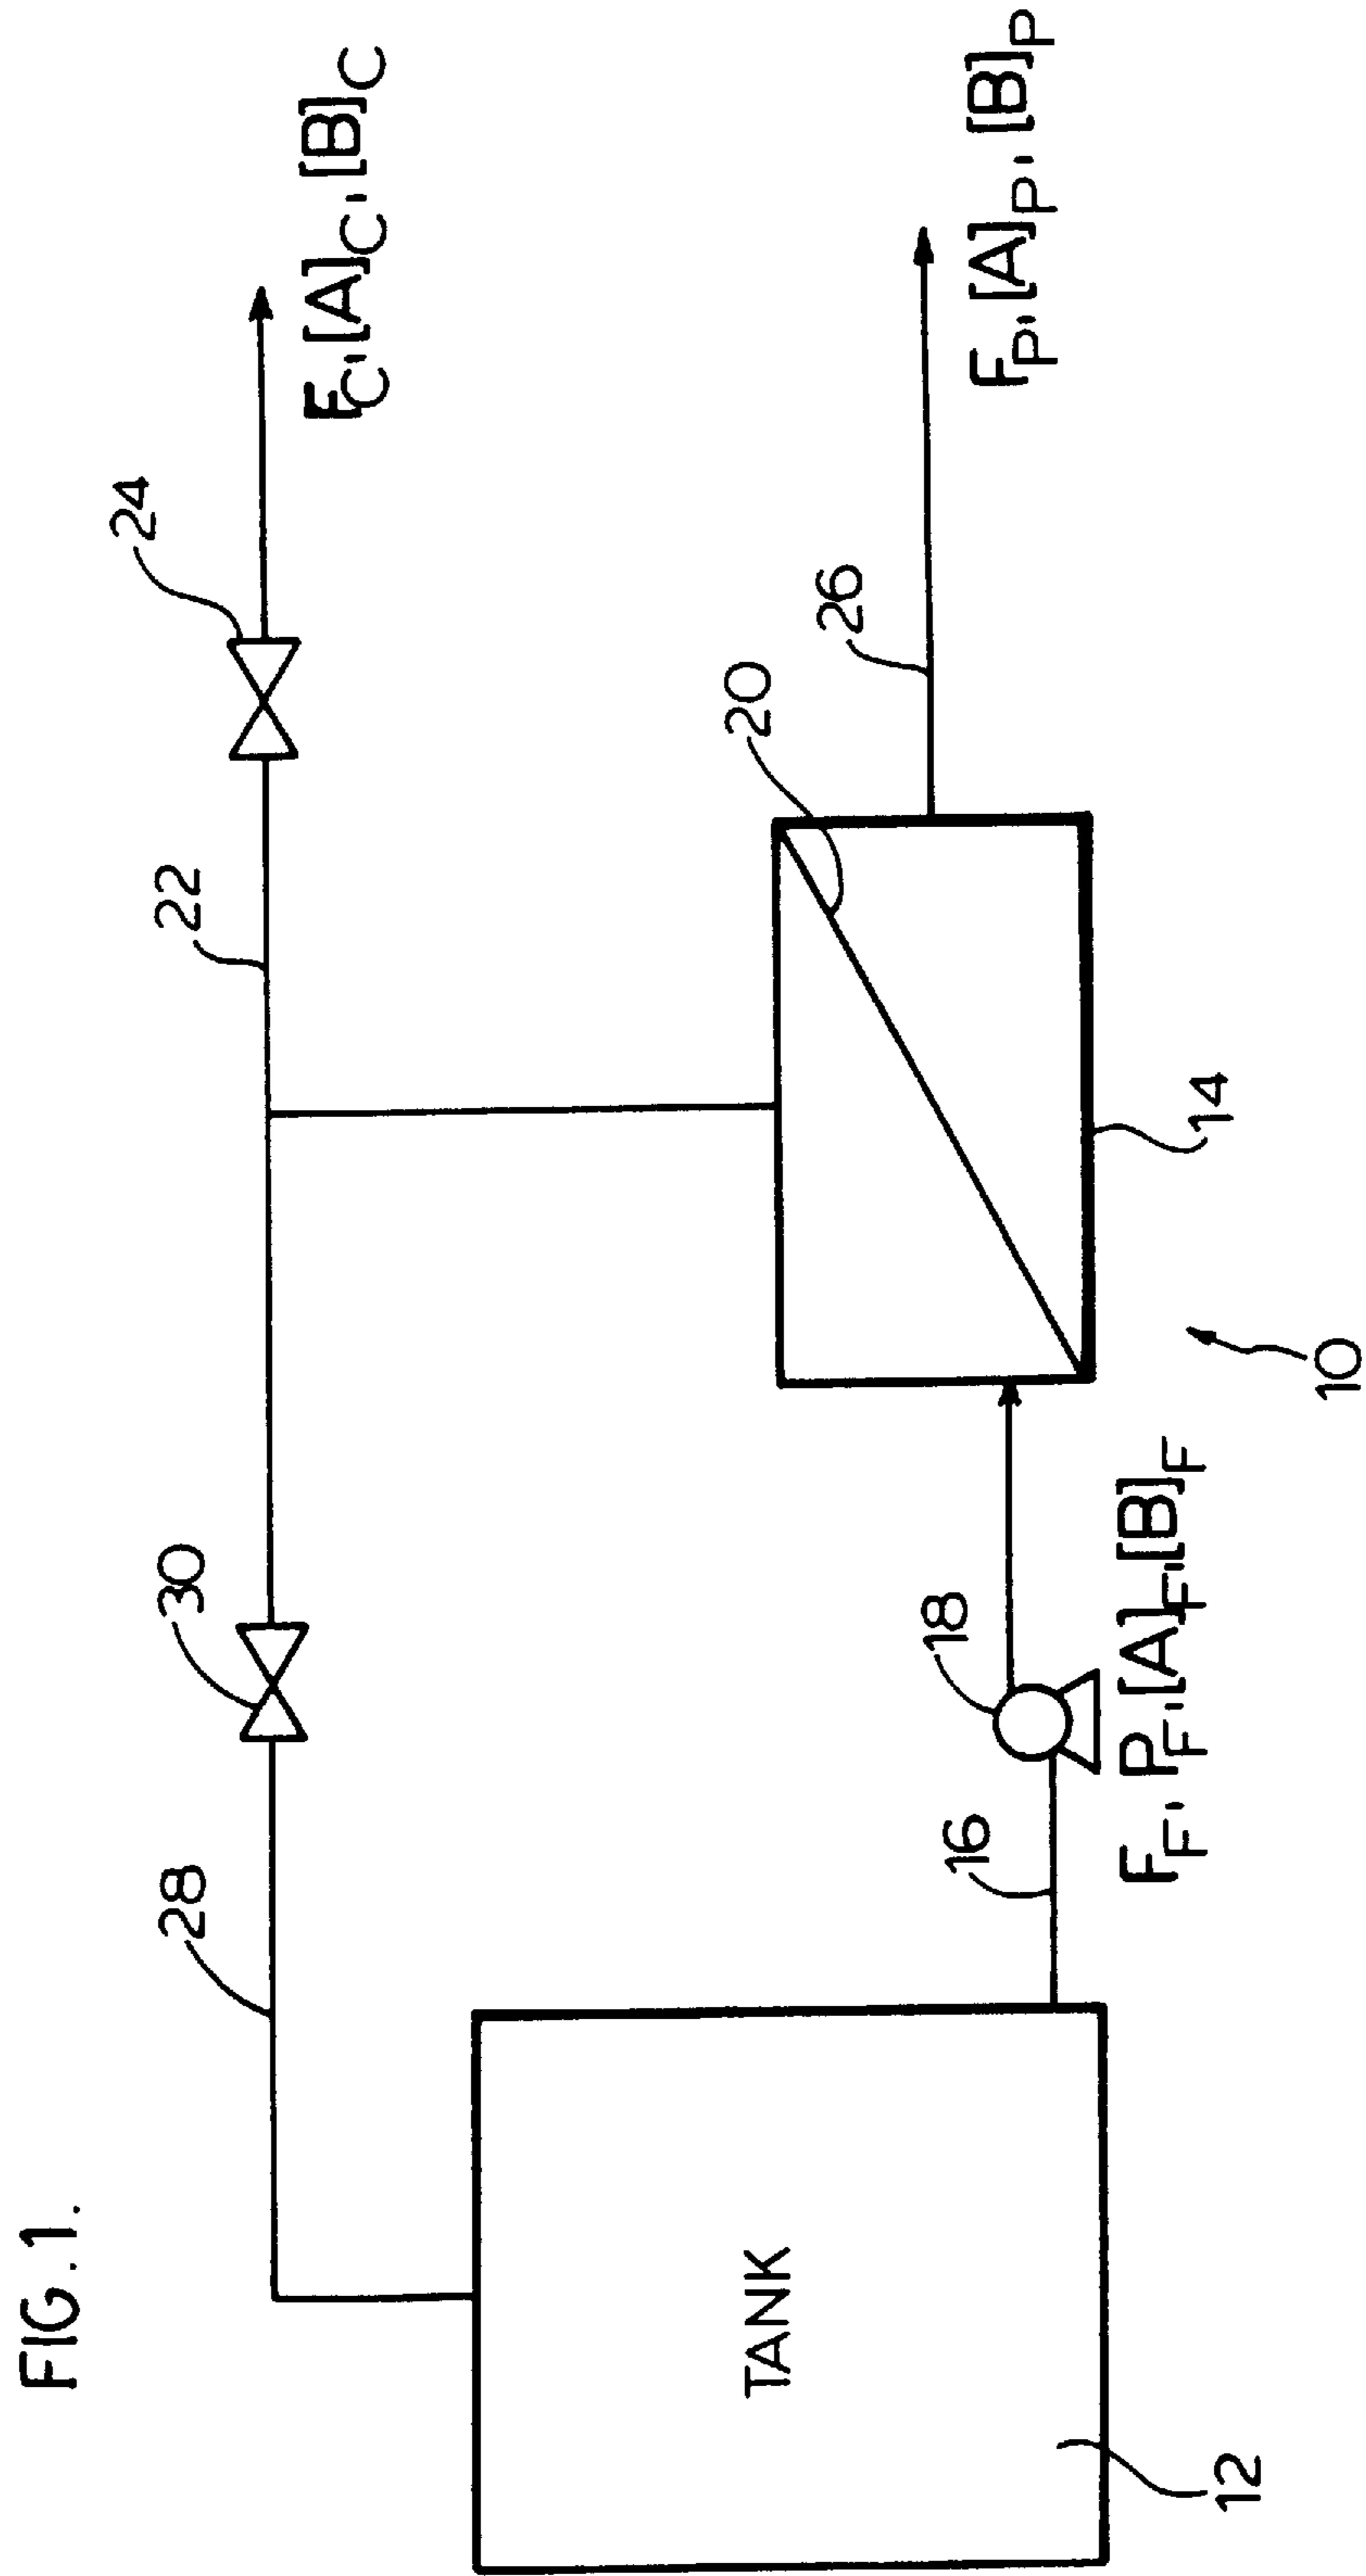 FIG.1.
24
F_C, [A]_C, [B]_C
22
30
28
26
F_P, [A]_P, [B]_P
20
18
16
14
TANK
F_F, P_F, [A]_F, [B]_F
12
10